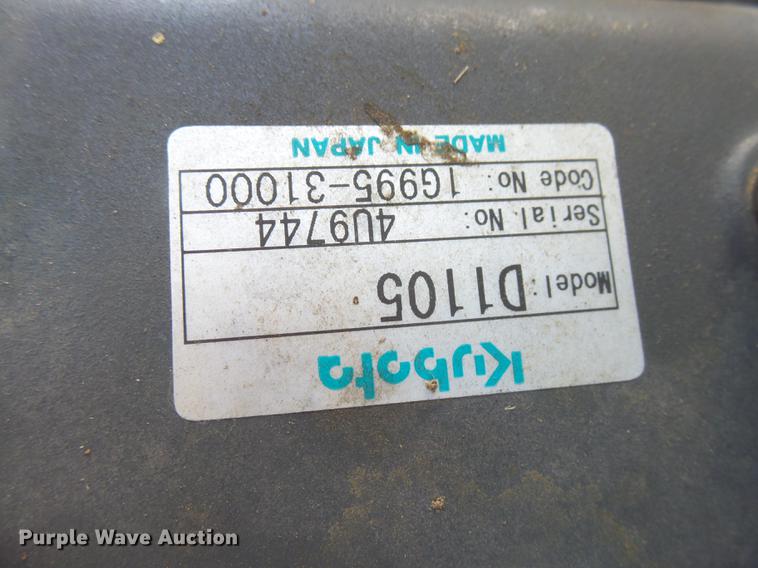 Kubota
Model: D1105
Serial No: 4U9744
Code No: 1G995-31000
MADE IN JAPAN
Purple Wave Auction